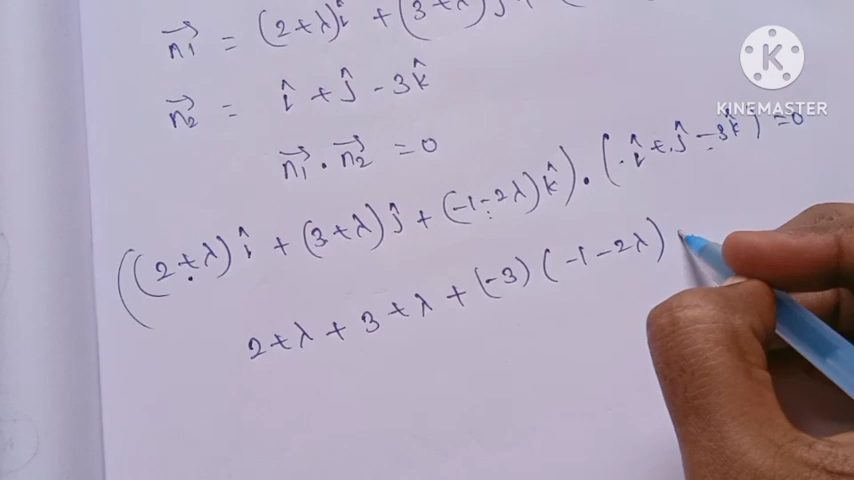 n1 = (2+λ)î + (3+λ)ĵ
n2 = î + ĵ - 3k̂
n1 . n2 = 0
((2+λ)î + (3+λ)ĵ + (-1-2λ)k̂) . (î + ĵ - 3k̂) = 0
2+λ + 3+λ + (-3)(-1-2λ)
KINEMASTER